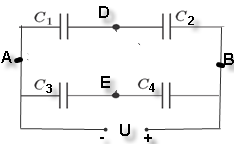 C₁ D C₂
A B
C₃ E C₄
- U +